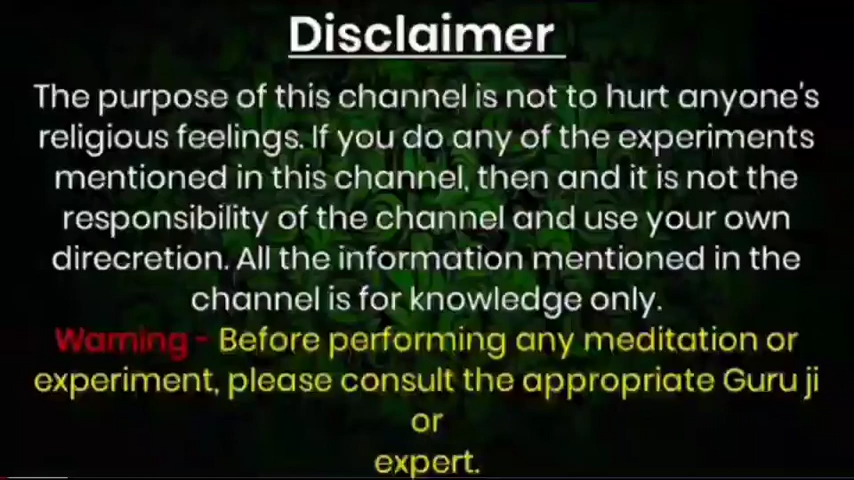 Disclaimer
The purpose of this channel is not to hurt anyone's
religious feelings. If you do any of the experiments
mentioned in this channel, then and it is not the
responsibility of the channel and use your own
direcretion. All the information mentioned in the
channel is for knowledge only.
Warning - Before performing any meditation or
experiment, please consult the appropriate Guru ji
or
expert.